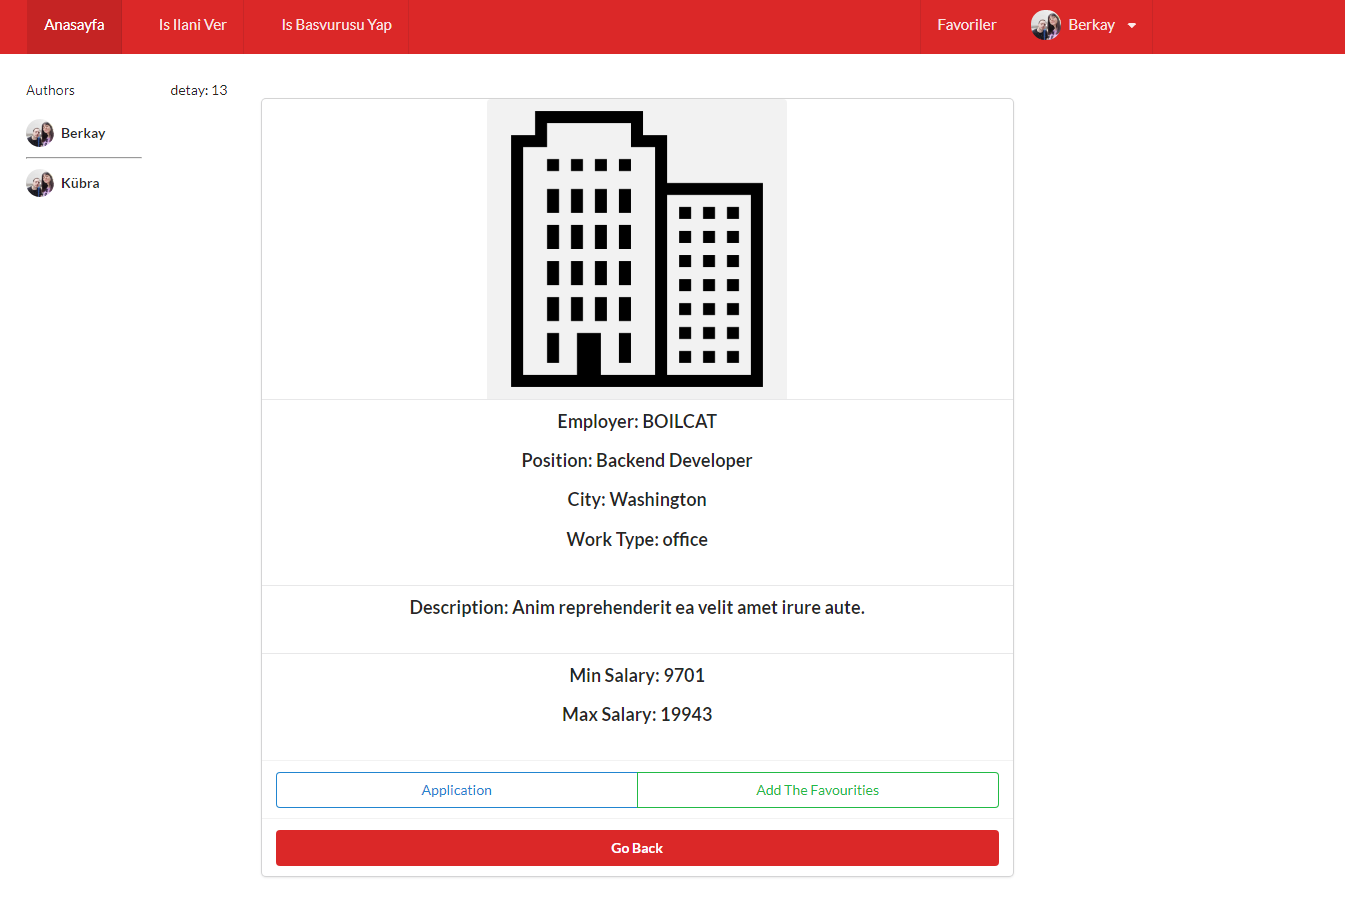 Anasayfa
Is Ilani Ver
Is Basvurusu Yap
Favoriler
Berkay
Authors
Berkay
Kübra
detay: 13
Employer: BOILCAT
Position: Backend Developer
City: Washington
Work Type: office
Description: Anim reprehenderit ea velit amet irure aute.
Min Salary: 9701
Max Salary: 19943
Application
Add The Favourities
Go Back